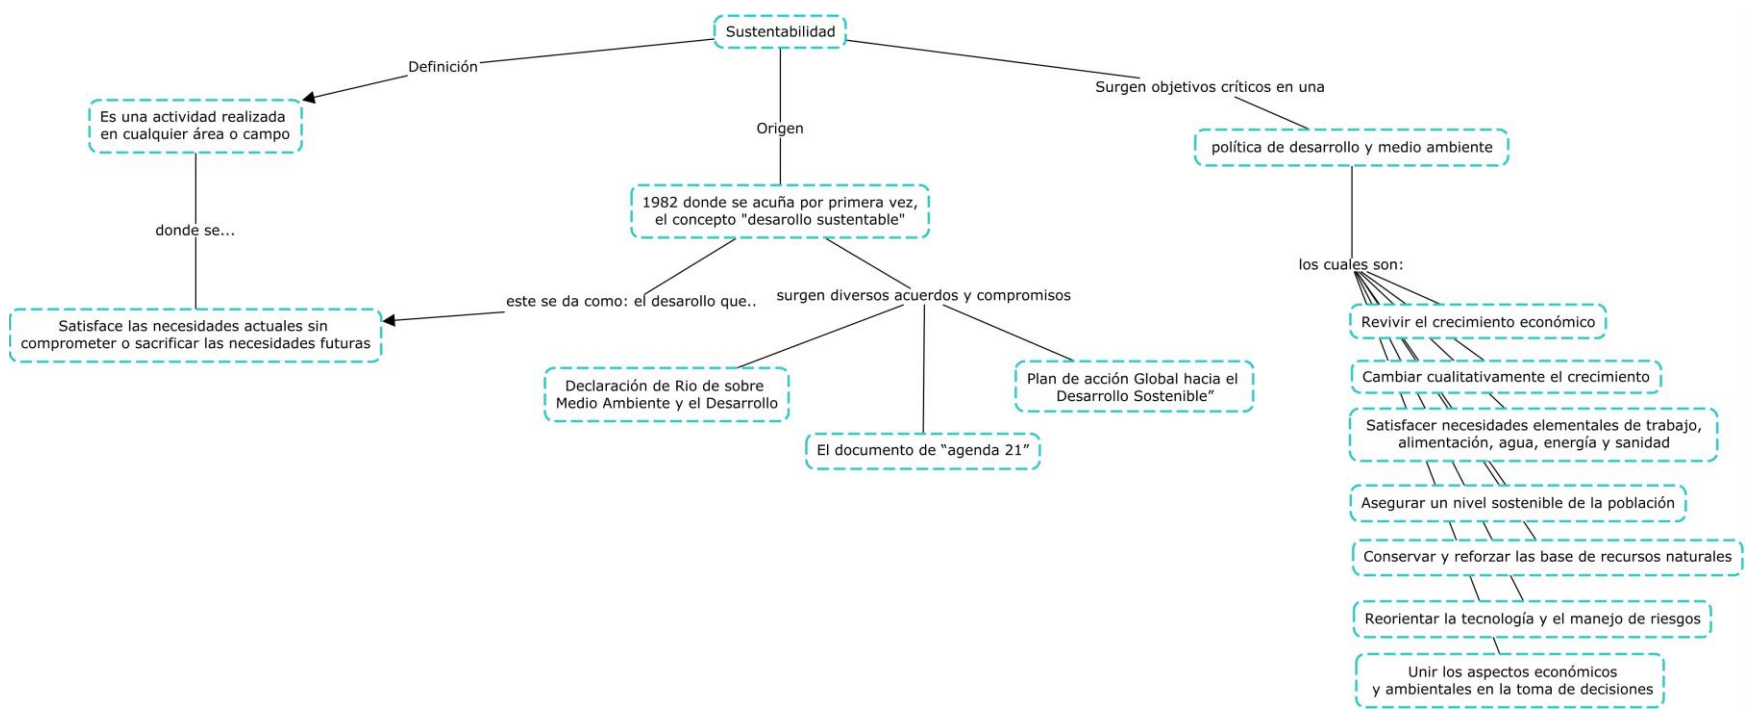 Sustentabilidad
Definición
Surgen objetivos críticos en una
Es una actividad realizada
en cualquier área o campo
Origen
política de desarrollo y medio ambiente
1982 donde se acuña por primera vez,
el concepto "desarollo sustentable"
donde se...
los cuales son:
este se da como: el desarollo que..
surgen diversos acuerdos y compromisos
Satisface las necesidades actuales sin
comprometer o sacrificar las necesidades futuras
Declaración de Rio de sobre
Medio Ambiente y el Desarrollo
El documento de “agenda 21”
Plan de acción Global hacia el
Desarrollo Sostenible”
Revivir el crecimiento económico
Cambiar cualitativamente el crecimiento
Satisfacer necesidades elementales de trabajo,
alimentación, agua, energía y sanidad
Asegurar un nivel sostenible de la población
Conservar y reforzar las base de recursos naturales
Reorientar la tecnología y el manejo de riesgos
Unir los aspectos económicos
y ambientales en la toma de decisiones